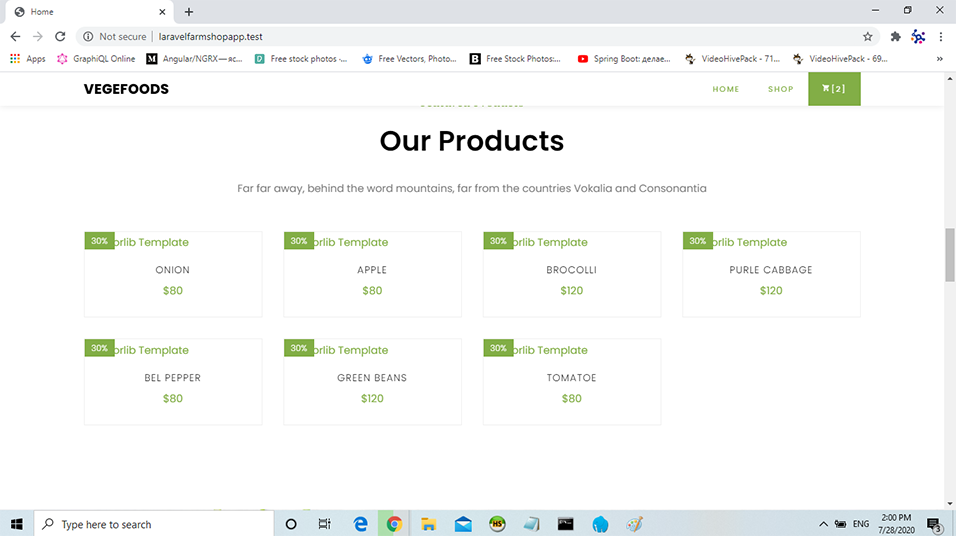 Home
Not secure
laravelfarmshopapp.test
Apps
GraphiQL Online
Angular/NGRX — яс...
Free stock photos -...
Free Vectors, Photo...
Free Stock Photos:...
Spring Boot: делае...
VideoHivePack - 71...
VideoHivePack - 69...
VEGEFOODS
HOME
SHOP
[2]
Our Products
Far far away, behind the word mountains, far from the countries Vokalia and Consonantia
30% orlib Template
ONION
$80
30% orlib Template
APPLE
$80
30% orlib Template
BROCOLLI
$120
30% orlib Template
PURLE CABBAGE
$120
30% orlib Template
BEL PEPPER
$80
30% orlib Template
GREEN BEANS
$120
30% orlib Template
TOMATOE
$80
Type here to search
HS
ENG
2:00 PM
7/28/2020
3